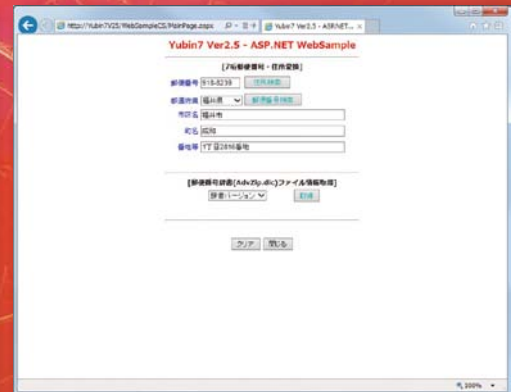 http://Yubin7V25/WebSampleCS/MainPage.aspx
Yubin7 Ver2.5 - ASP.NET...
Yubin7 Ver2.5 - ASP.NET WebSample
[7桁郵便番号・住所変換]
郵便番号 918-8239 住所検索
都道府県 福井県 郵便番号検索
市区名 福井市
町名 成和
番地等 1丁目2816番地
[郵便番号辞書(AdvZip.dic)ファイル情報取得]
辞書バージョン 取得
クリア 閉じる
100%